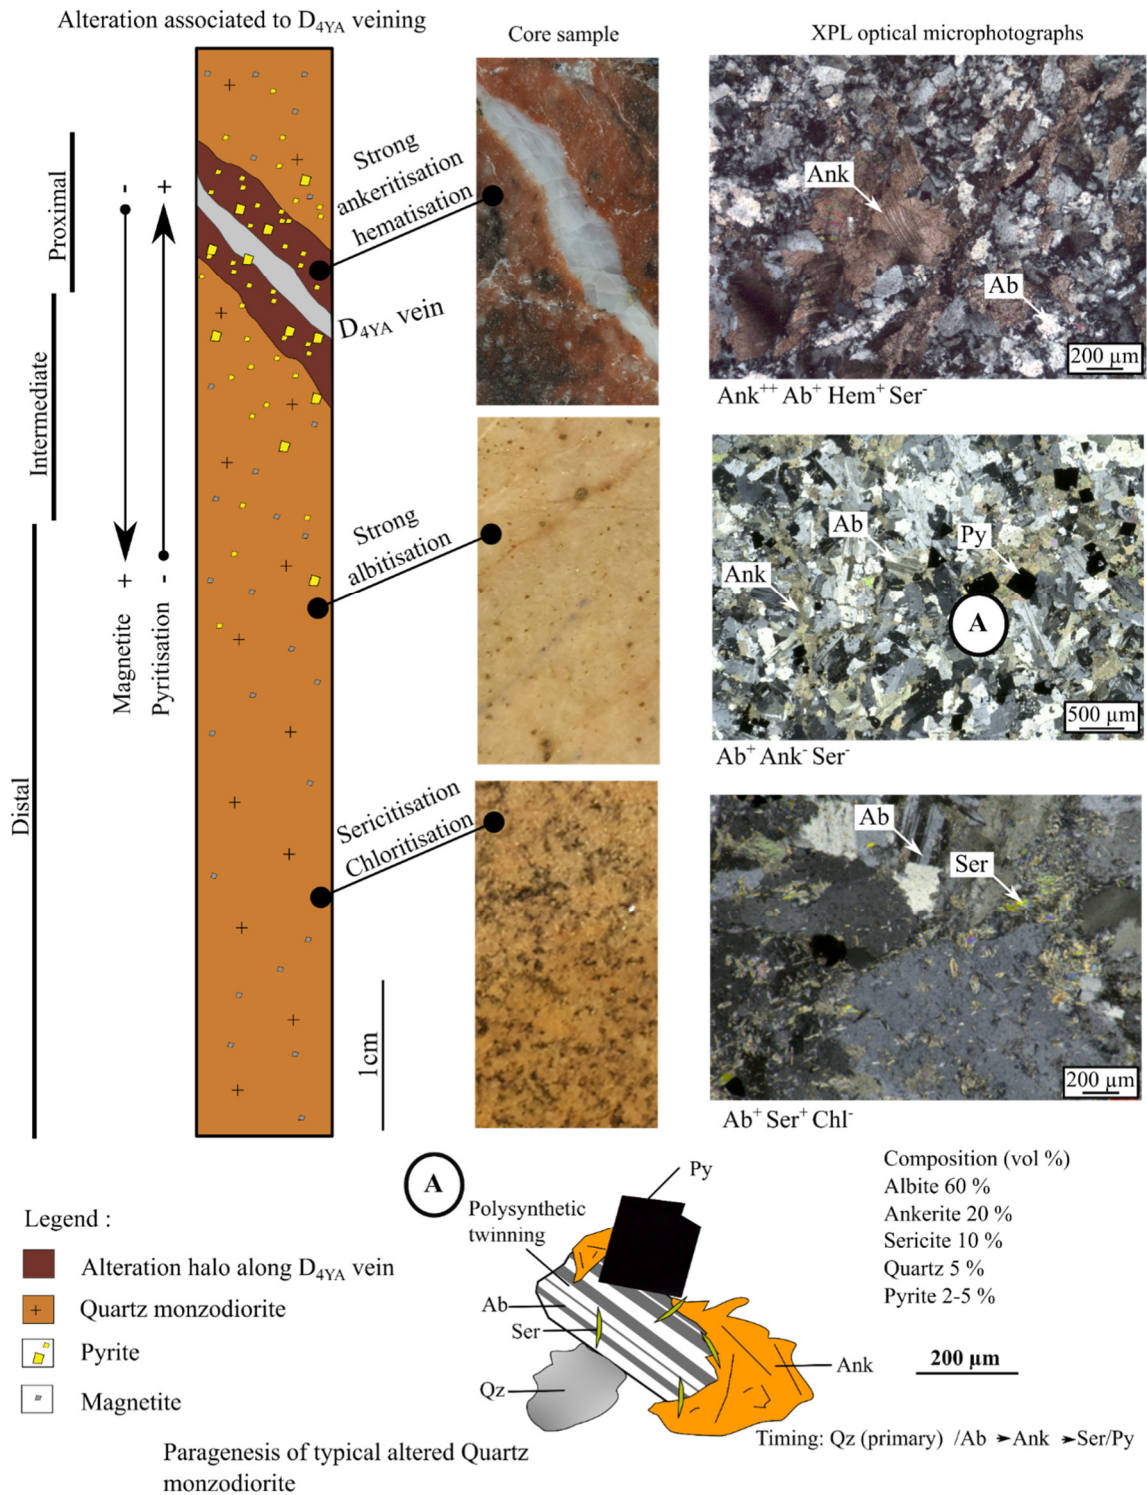 Alteration associated to D4YA veining
Core sample
XPL optical microphotographs
Proximal
Intermediate
Distal
-
+
Magnetite +
Pyritisation -
Strong
ankeritisation
hematisation
D4YA vein
Strong
albitisation
Sericitisation
Chloritisation
1cm
Ank
Ab
200 µm
Ank++ Ab+ Hem+ Ser-
Ab
Py
Ank
A
500 µm
Ab+ Ank- Ser-
Ab
Ser
200 µm
Ab+ Ser+ Chl-
Legend :
Alteration halo along D4YA vein
Quartz monzodiorite
Pyrite
Magnetite
A
Py
Polysynthetic
twinning
Ab
Ser
Qz
Ank
Composition (vol %)
Albite 60 %
Ankerite 20 %
Sericite 10 %
Quartz 5 %
Pyrite 2-5 %
200 µm
Timing: Qz (primary) /Ab ➤Ank ➤Ser/Py
Paragenesis of typical altered Quartz
monzodiorite